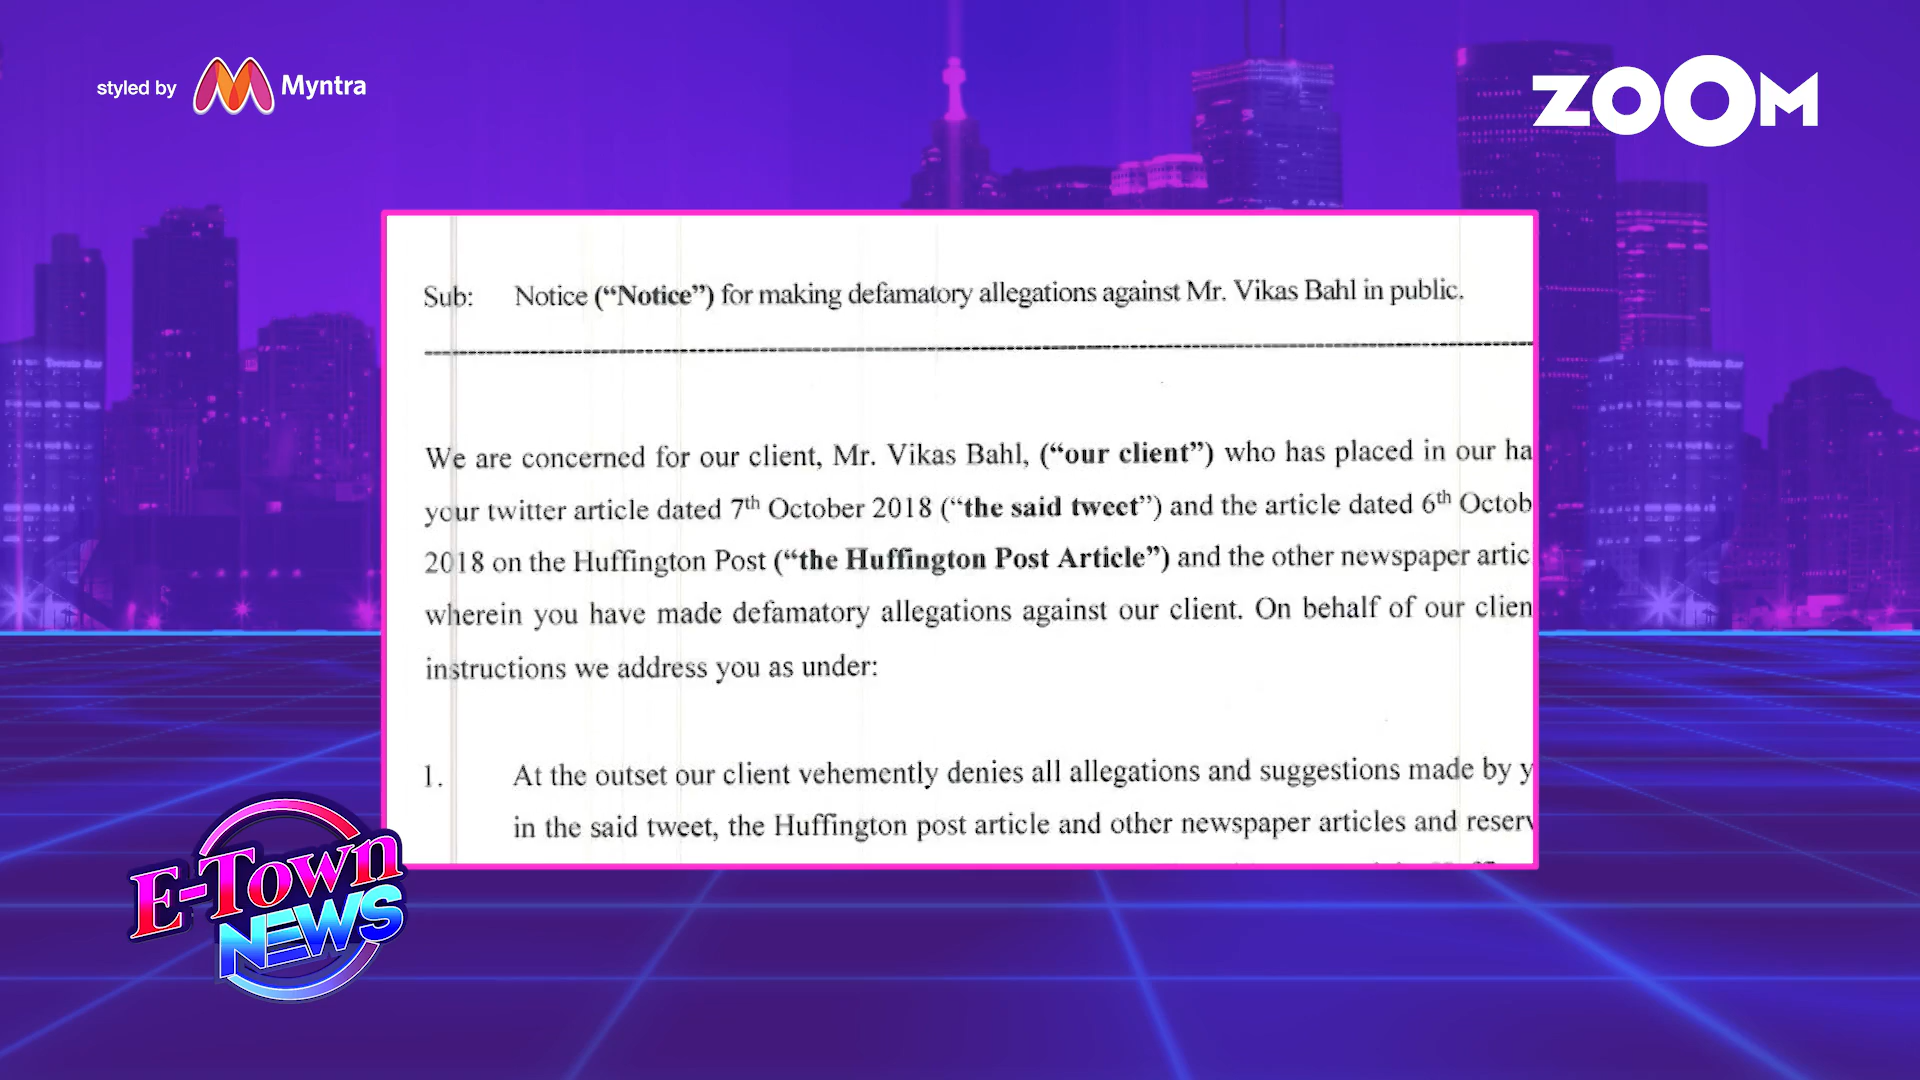 styled by Myntra
ZOOM
Sub: Notice (“Notice”) for making defamatory allegations against Mr. Vikas Bahl in public.
We are concerned for our client, Mr. Vikas Bahl, (“our client”) who has placed in our ha
your twitter article dated 7th October 2018 (“the said tweet”) and the article dated 6th Octob
2018 on the Huffington Post (“the Huffington Post Article”) and the other newspaper artic
wherein you have made defamatory allegations against our client. On behalf of our clien
instructions we address you as under:
1. At the outset our client vehemently denies all allegations and suggestions made by y
in the said tweet, the Huffington post article and other newspaper articles and reserv
E-Town
NEWS
Toronto Star
Toronto Star